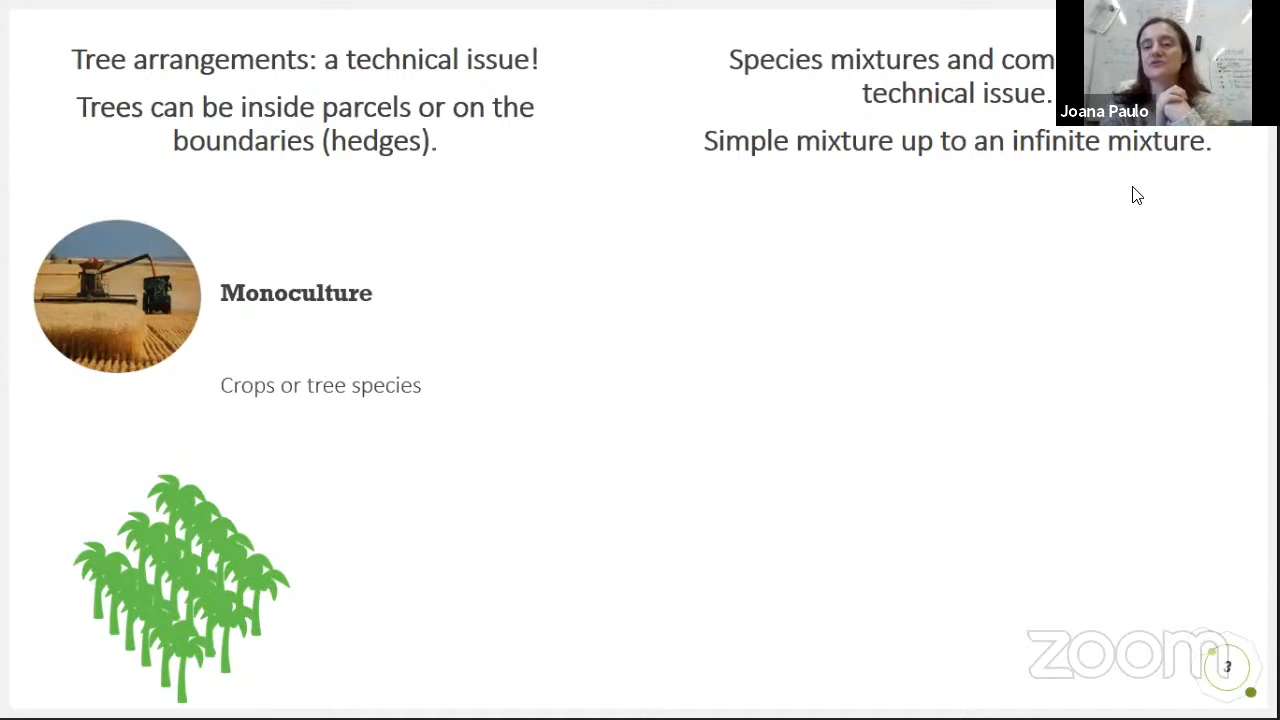 Tree arrangements: a technical issue!
Trees can be inside parcels or on the
boundaries (hedges).
Species mixtures and com
technical issue.
Simple mixture up to an infinite mixture.
Joana Paulo
Monoculture
Crops or tree species
zoom
3